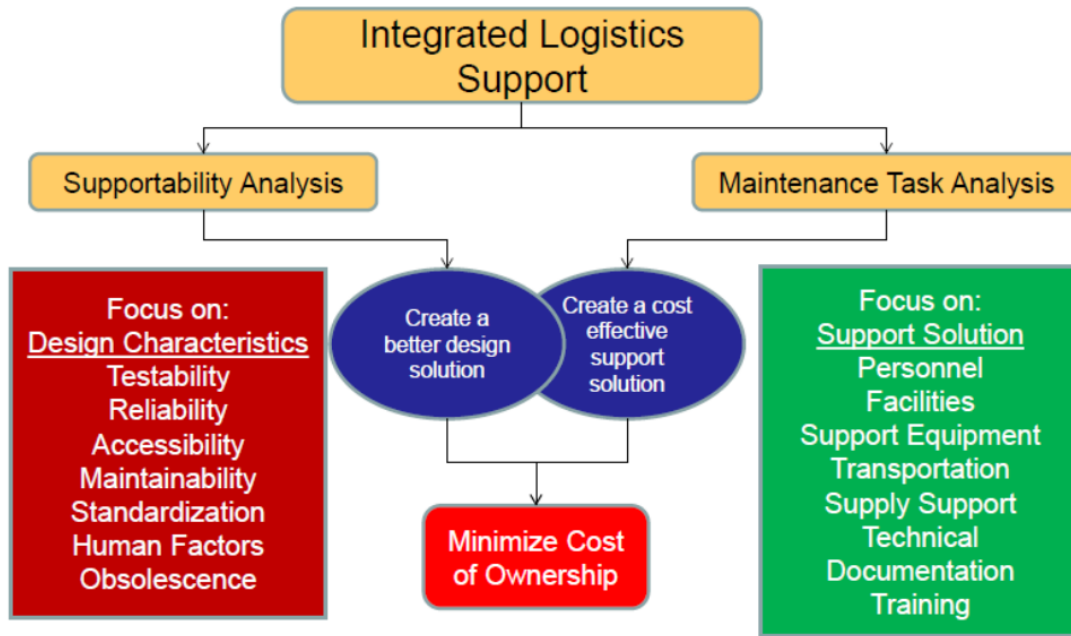 Integrated Logistics
Support
Supportability Analysis
Maintenance Task Analysis
Focus on:
Design Characteristics
Testability
Reliability
Accessibility
Maintainability
Standardization
Human Factors
Obsolescence
Create a
better design
solution
Create a cost
effective
support
solution
Focus on:
Support Solution
Personnel
Facilities
Support Equipment
Transportation
Supply Support
Technical
Documentation
Training
Minimize Cost
of Ownership